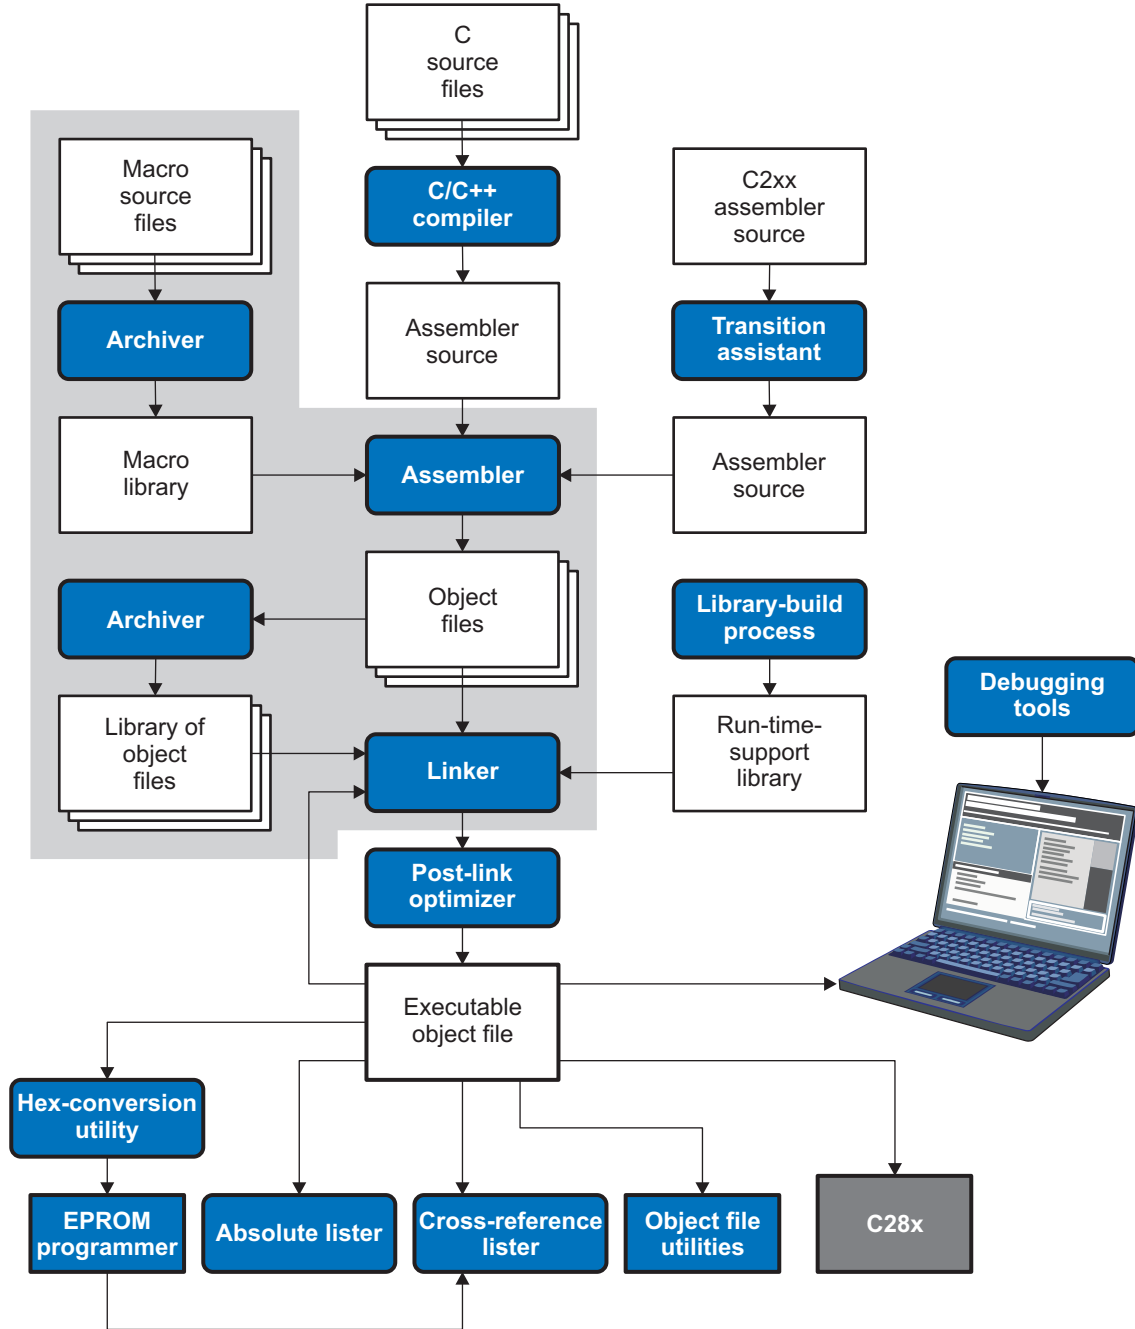 C
source
files
Macro
source
files
C/C++
compiler
C2xx
assembler
source
Archiver
Assembler
source
Transition
assistant
Macro
library
Assembler
Assembler
source
Archiver
Object
files
Library-build
process
Debugging
tools
Library of
object
files
Linker
Run-time-
support
library
Post-link
optimizer
Executable
object file
Hex-conversion
utility
EPROM
programmer
Absolute lister
Cross-reference
lister
Object file
utilities
C28x